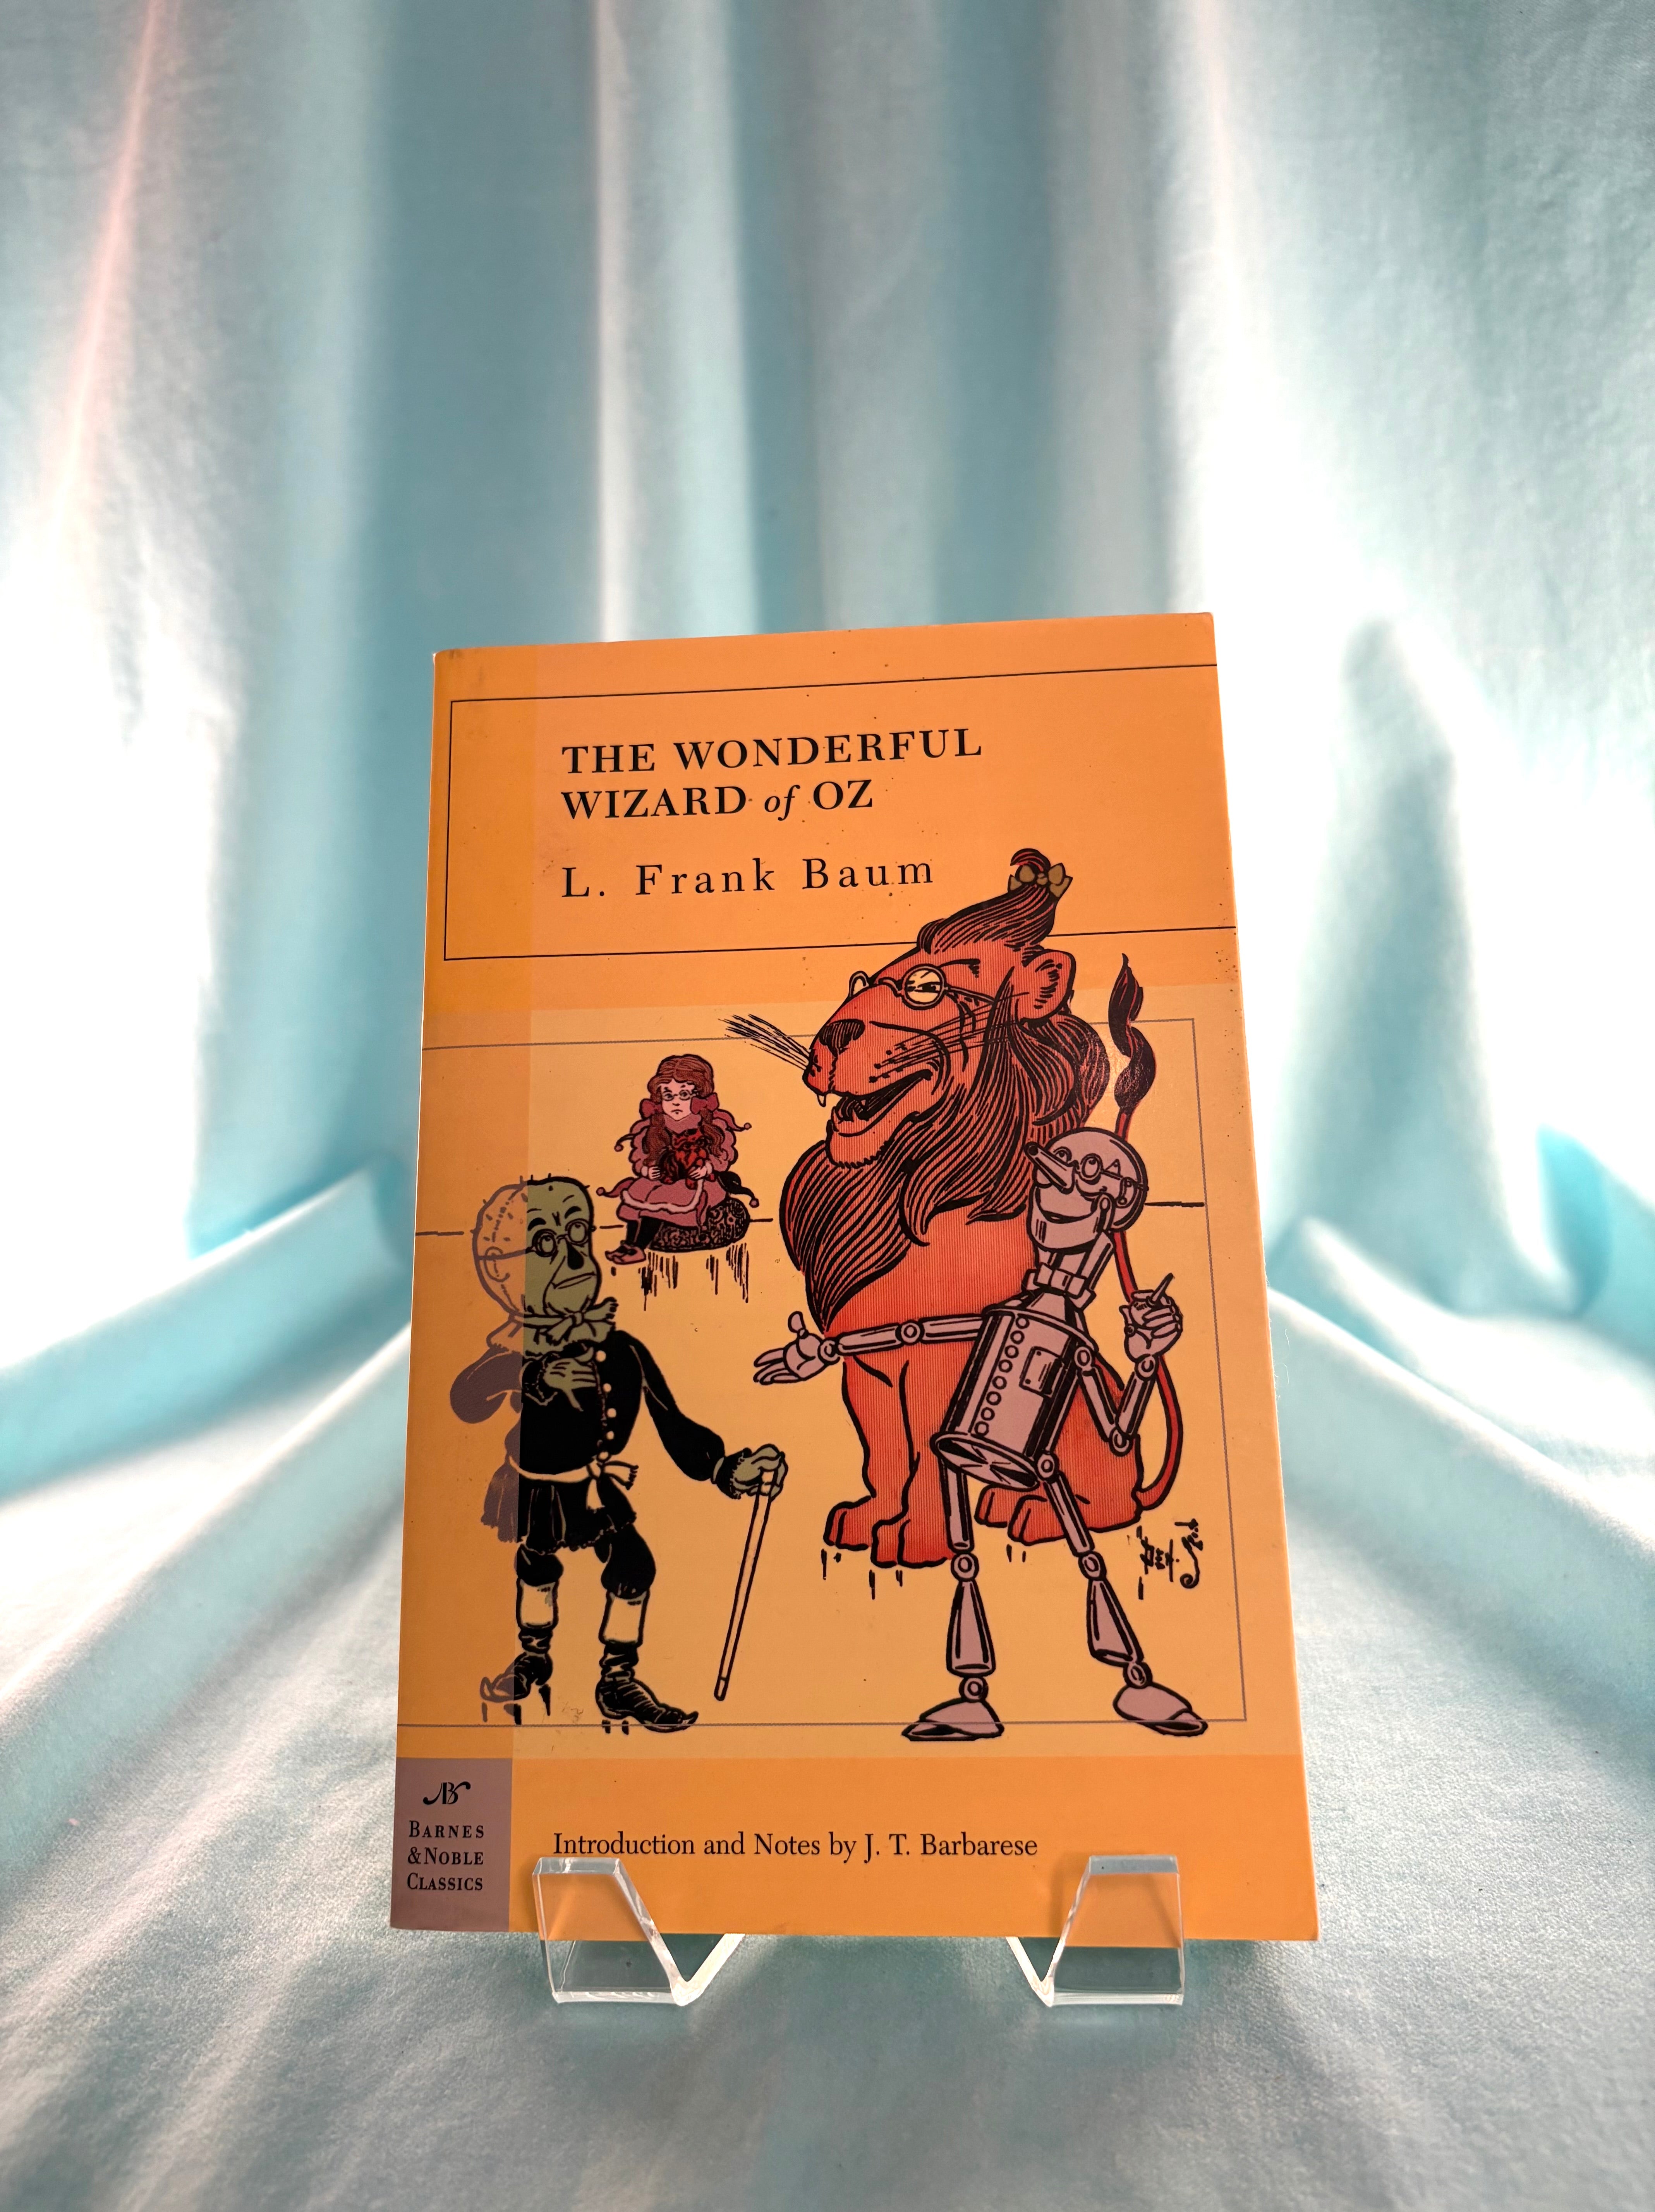 THE WONDERFUL
WIZARD of OZ
L. Frank Baum
BARNES
&NOBLE
CLASSICS
Introduction and Notes by J. T. Barbarese